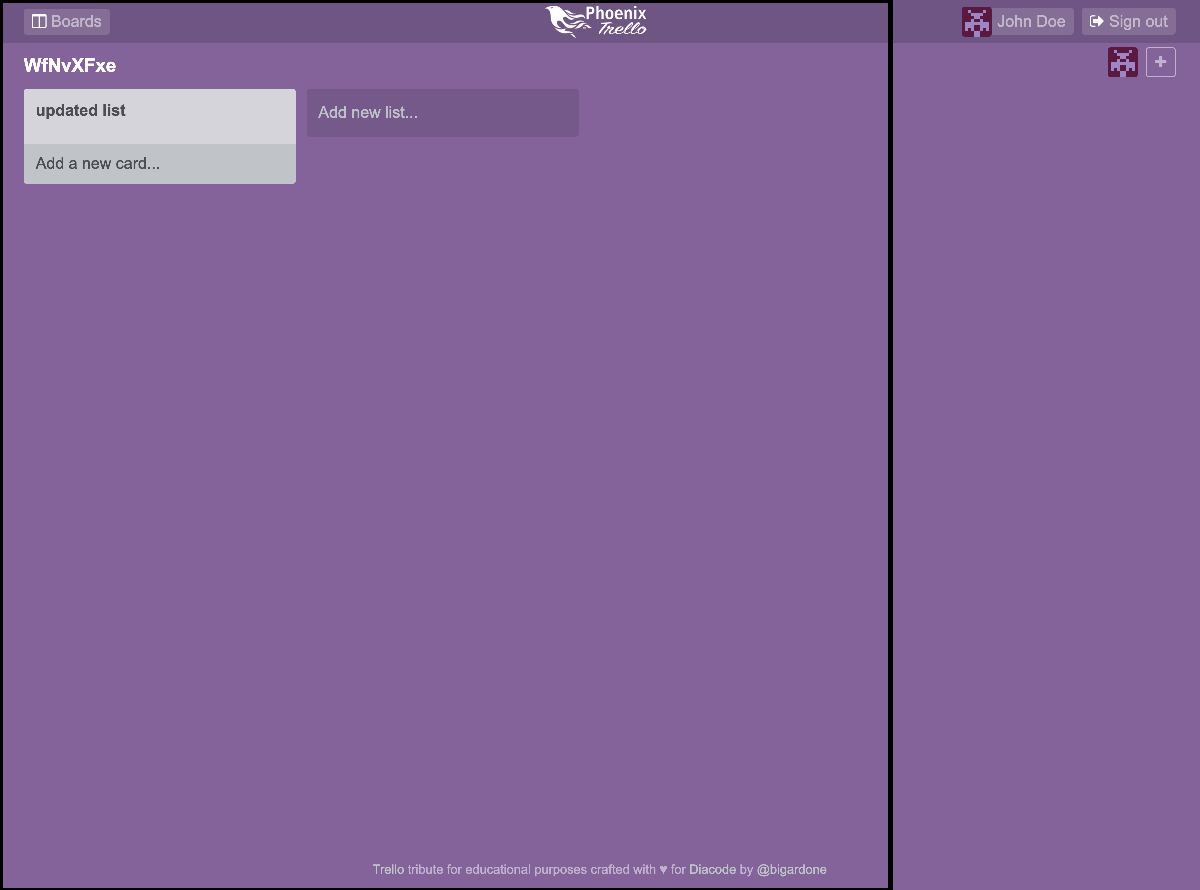 Boards
Phoenix
Trello
John Doe
Sign out
WfNvXFxe
+
updated list
Add new list...
Add a new card...
Trello tribute for educational purposes crafted with ♥ for Diacode by @bigardone